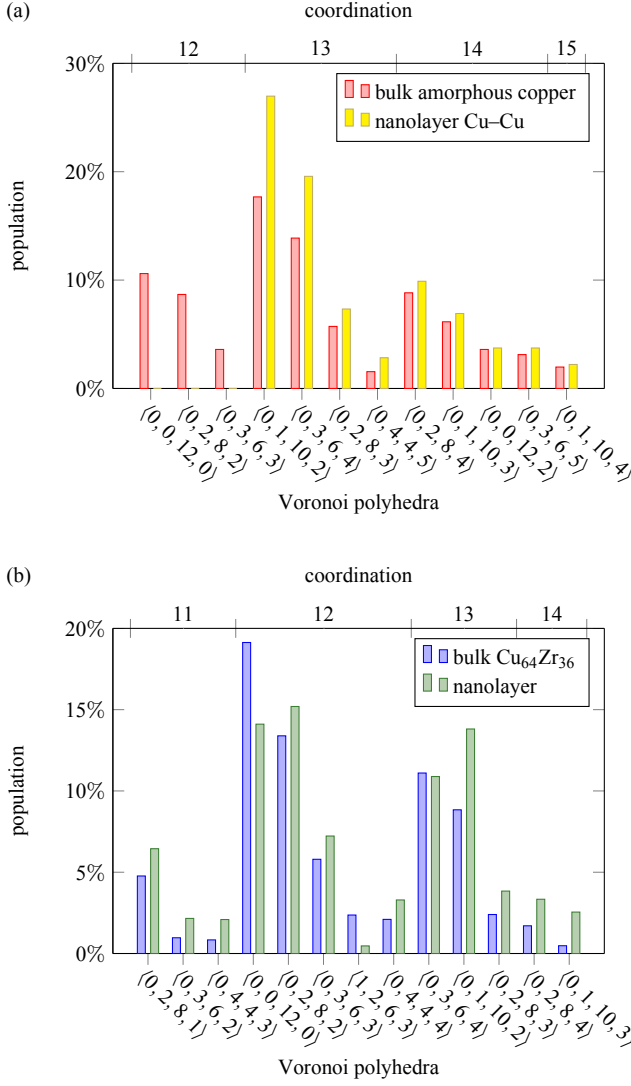 (a)
coordination
12 13 14 15
30%
bulk amorphous copper
nanolayer Cu–Cu
20%
population
10%
0%
⟨0, 0, 12, 0⟩
⟨0, 2, 8, 2⟩
⟨0, 3, 6, 3⟩
⟨0, 1, 10, 2⟩
⟨0, 3, 6, 4⟩
⟨0, 2, 8, 3⟩
⟨0, 4, 4, 5⟩
⟨0, 2, 8, 4⟩
⟨0, 1, 10, 3⟩
⟨0, 0, 12, 2⟩
⟨0, 3, 6, 5⟩
⟨0, 1, 10, 4⟩
Voronoi polyhedra
(b)
coordination
11 12 13 14
20%
bulk Cu₆₄Zr₃₆
nanolayer
15%
population
10%
5%
0%
⟨0, 2, 8, 1⟩
⟨0, 3, 6, 2⟩
⟨0, 4, 4, 3⟩
⟨0, 0, 12, 0⟩
⟨0, 2, 8, 2⟩
⟨0, 3, 6, 3⟩
⟨1, 2, 6, 3⟩
⟨0, 4, 4, 4⟩
⟨0, 3, 6, 4⟩
⟨0, 1, 10, 2⟩
⟨0, 2, 8, 3⟩
⟨0, 2, 8, 4⟩
⟨0, 1, 10, 3⟩
Voronoi polyhedra